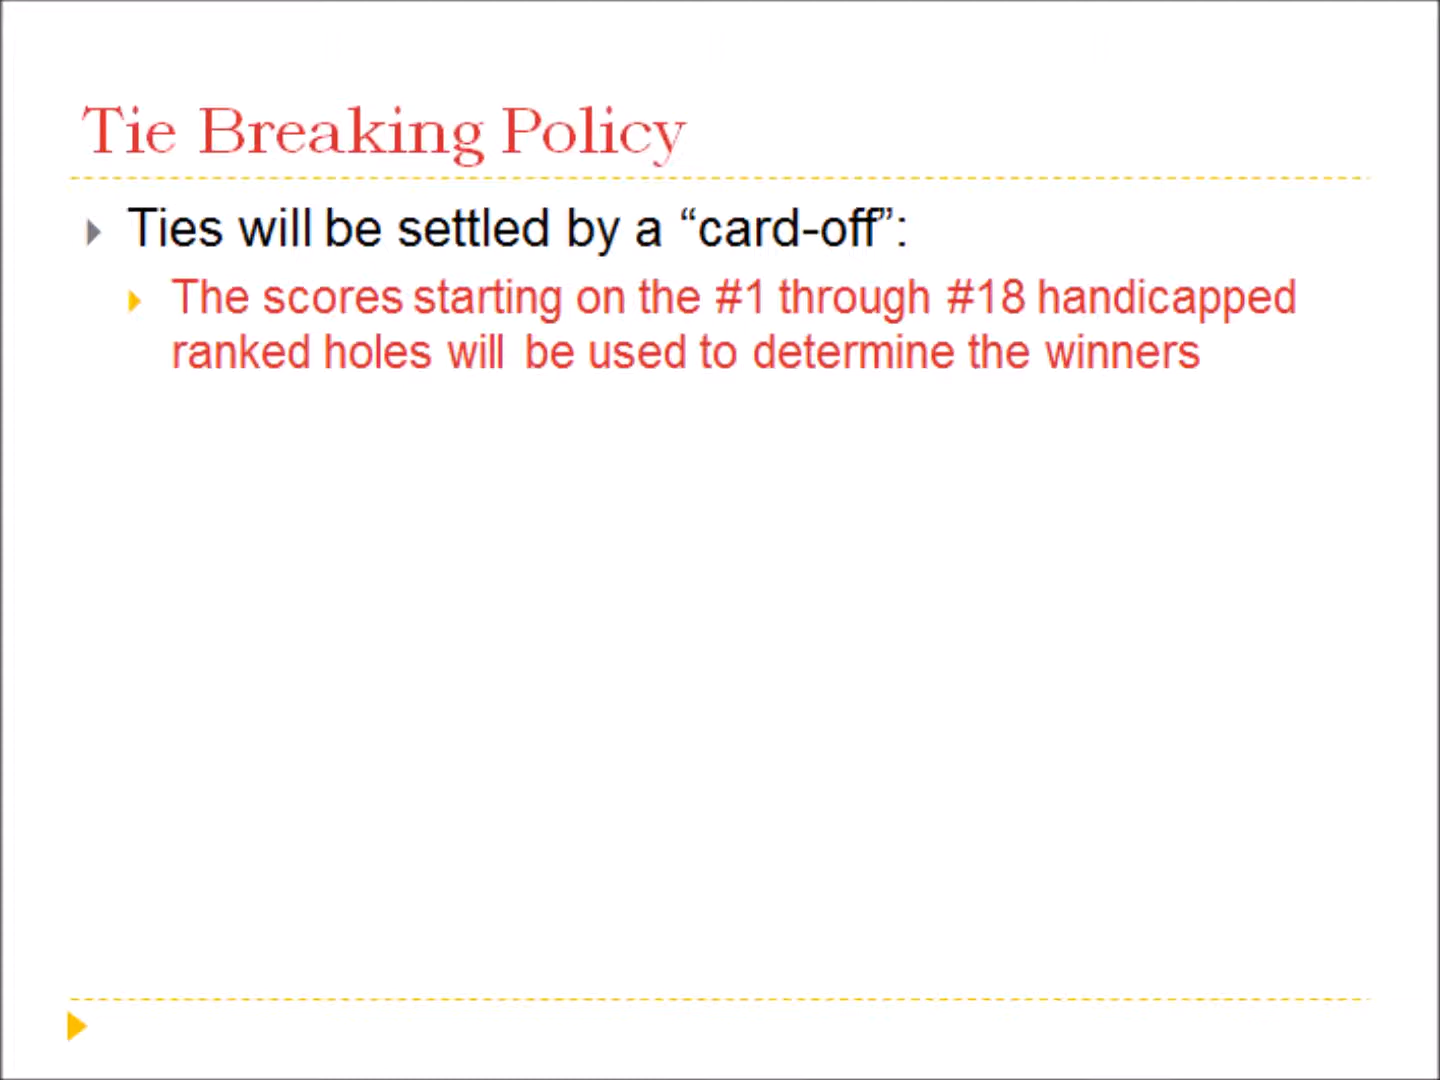 Tie Breaking Policy
Ties will be settled by a “card-off”:
The scores starting on the #1 through #18 handicapped
ranked holes will be used to determine the winners